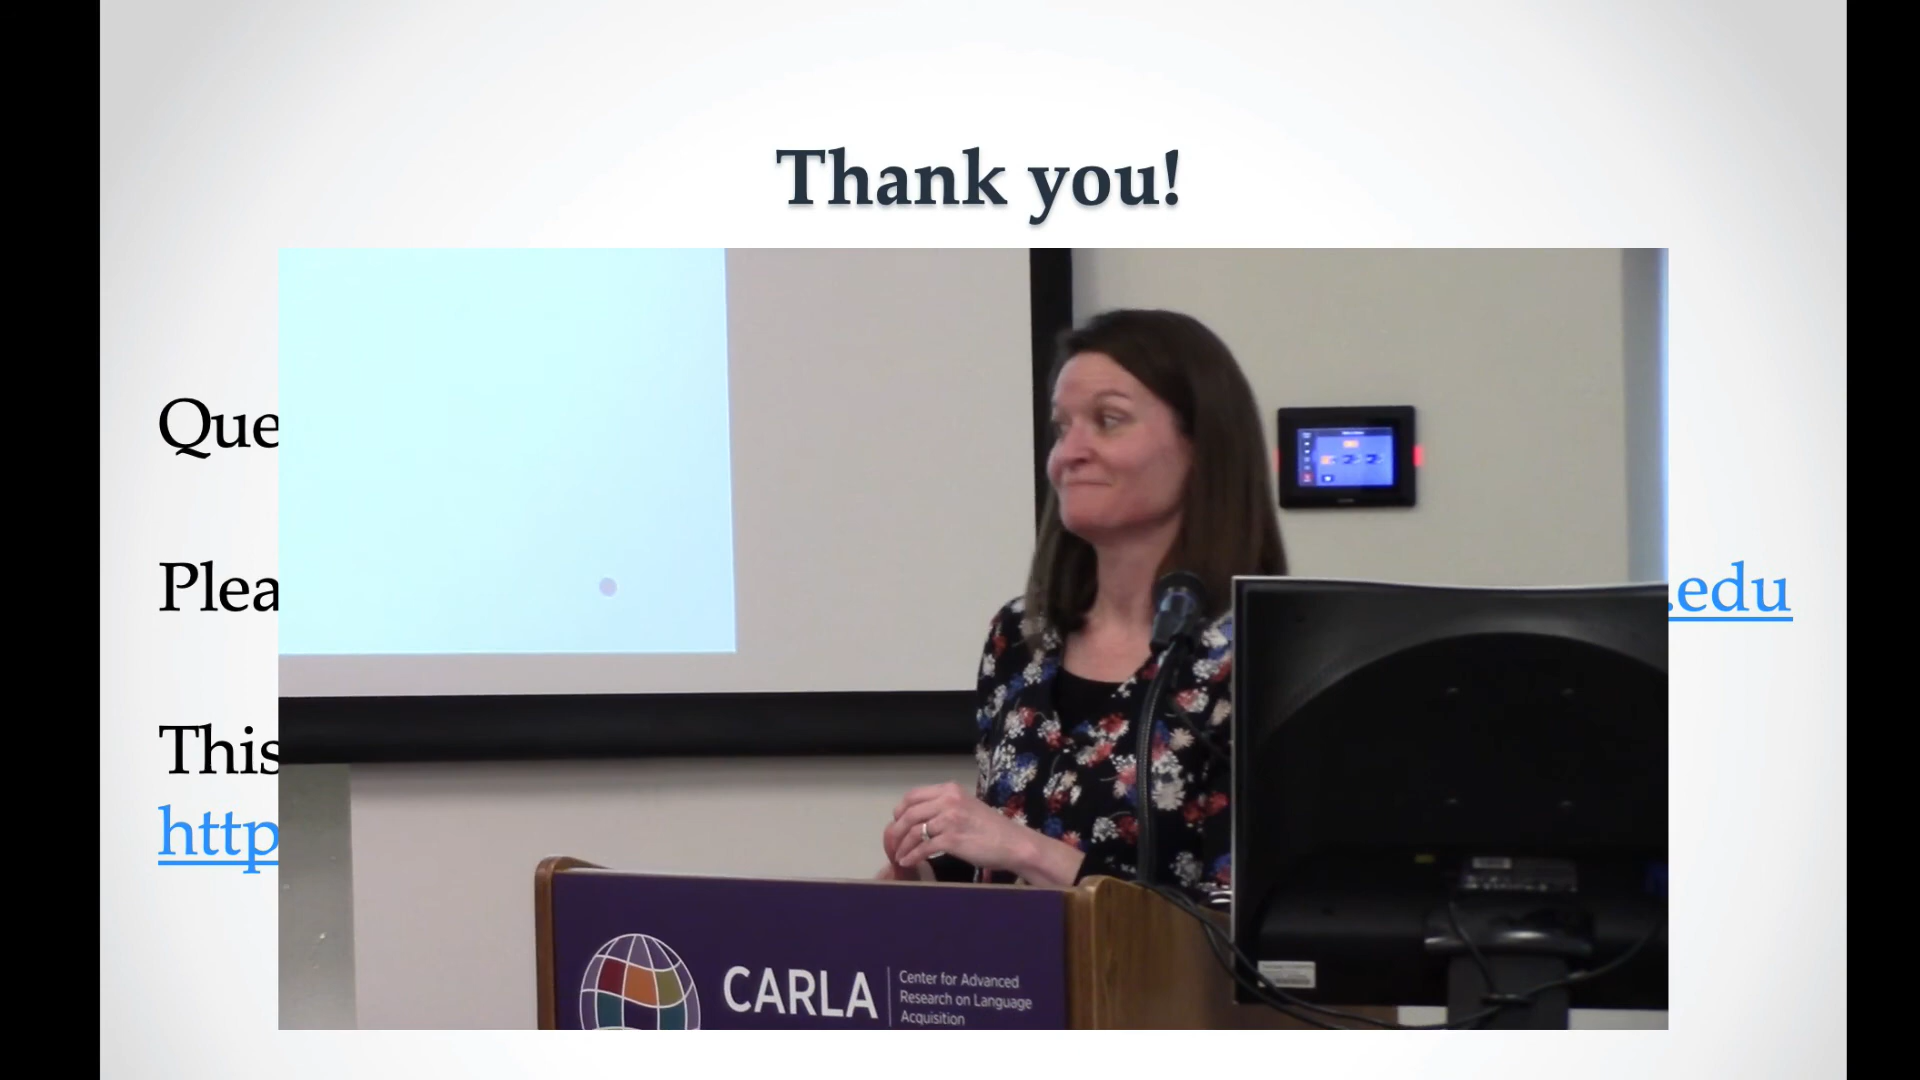 Thank you!
Que
Plea
.edu
This
http
CARLA
Center for Advanced
Research on Language
Acquisition